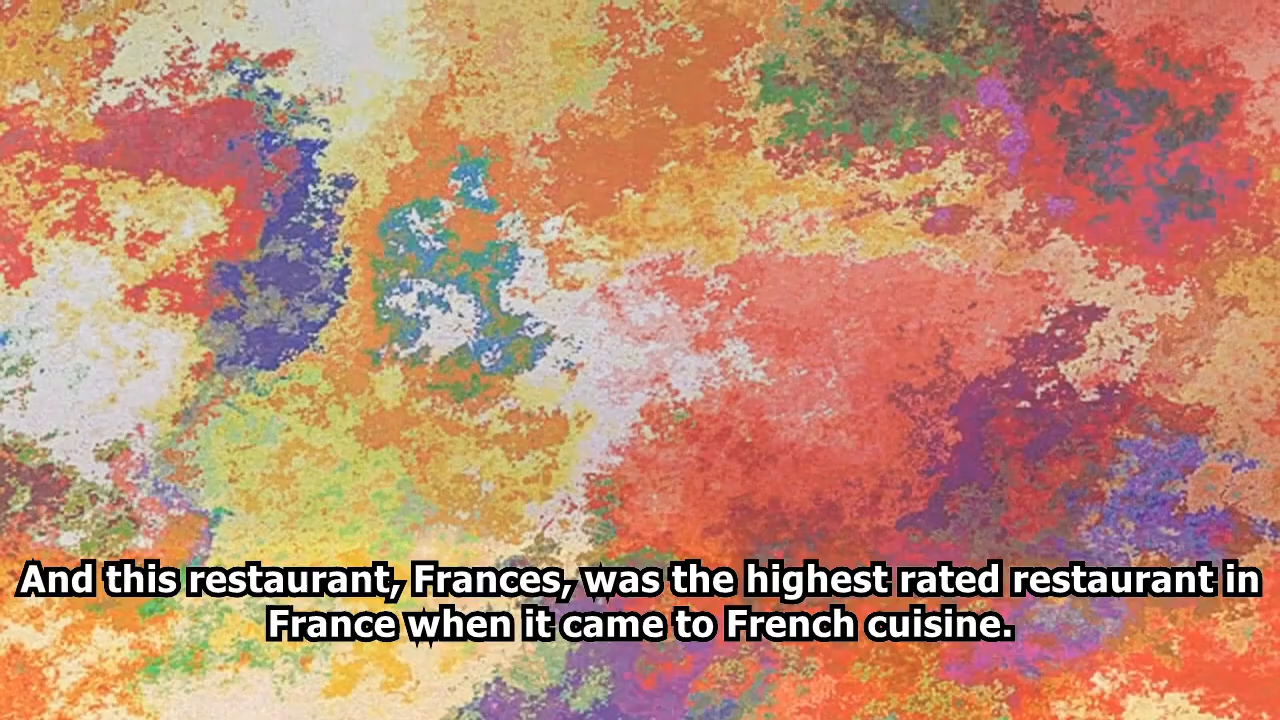 And this restaurant, Frances, was the highest rated restaurant in
France when it came to French cuisine.